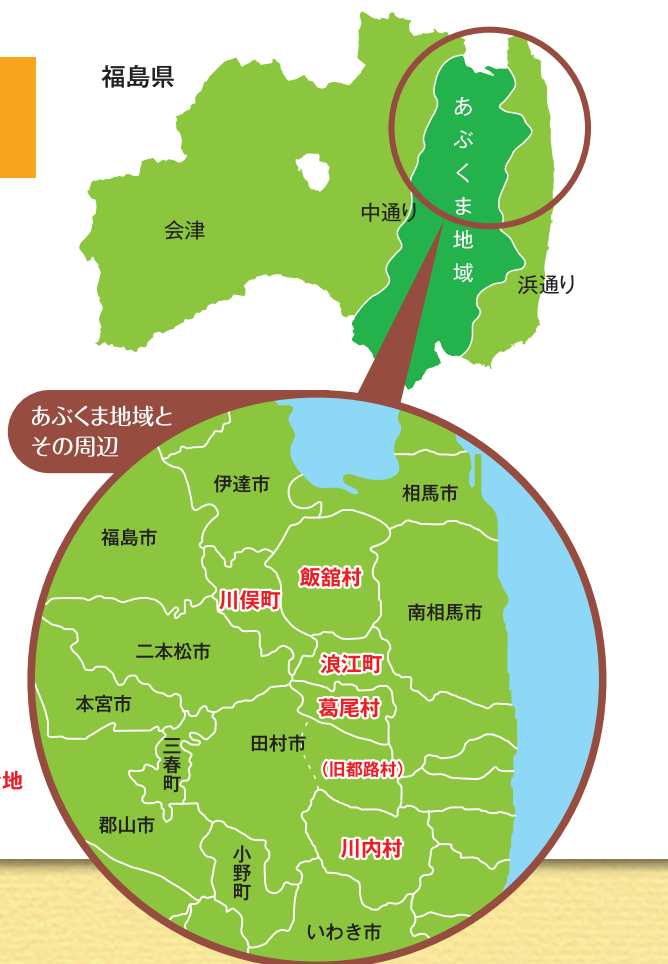 福島県
あぶくま地域
会津
中通り
浜通り
あぶくま地域と
その周辺
伊達市
相馬市
福島市
飯舘村
川俣町
南相馬市
二本松市
浪江町
本宮市
葛尾村
田村市
三春町
（旧都路村）
地
郡山市
川内村
小野町
いわき市